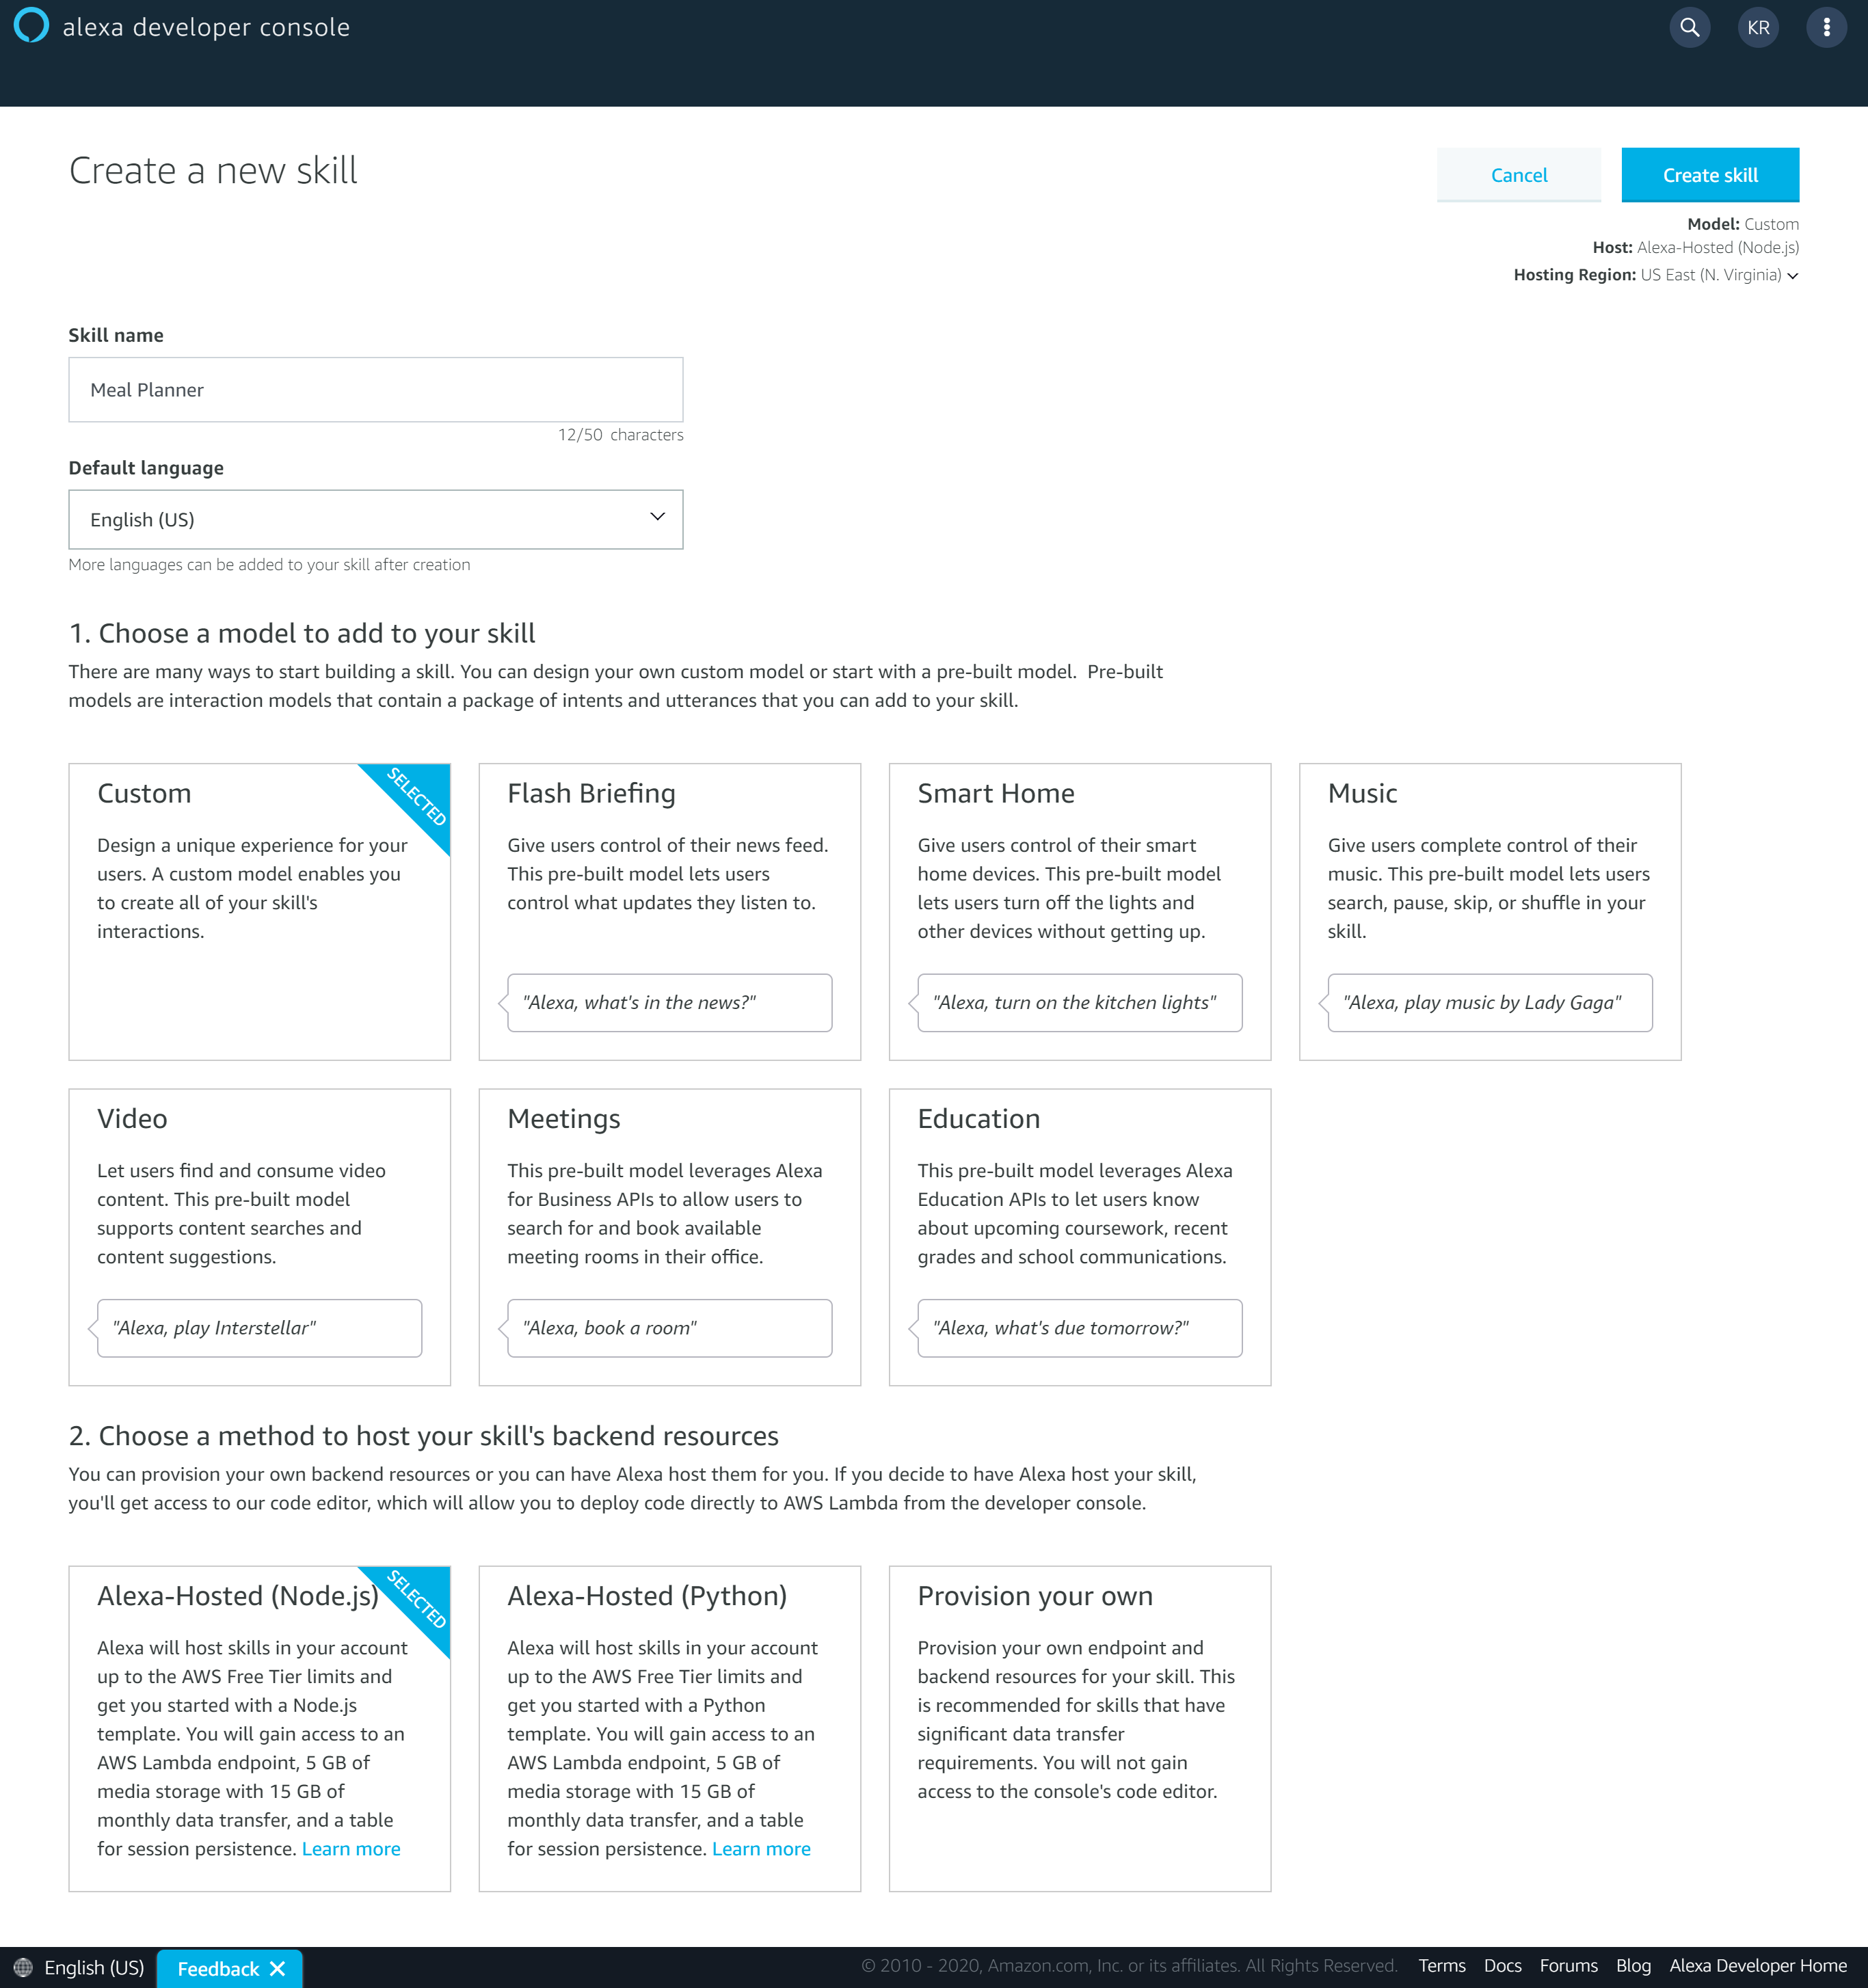 alexa developer console
KR
Create a new skill
Cancel
Create skill
Model: Custom
Host: Alexa-Hosted (Node.js)
Hosting Region: US East (N. Virginia)
Skill name
Meal Planner
12/50 characters
Default language
English (US)
More languages can be added to your skill after creation
1. Choose a model to add to your skill
There are many ways to start building a skill. You can design your own custom model or start with a pre-built model. Pre-built
models are interaction models that contain a package of intents and utterances that you can add to your skill.
Custom
SELECTED
Design a unique experience for your
users. A custom model enables you
to create all of your skill's
interactions.
Flash Briefing
Give users control of their news feed.
This pre-built model lets users
control what updates they listen to.
"Alexa, what's in the news?"
Smart Home
Give users control of their smart
home devices. This pre-built model
lets users turn off the lights and
other devices without getting up.
"Alexa, turn on the kitchen lights"
Music
Give users complete control of their
music. This pre-built model lets users
search, pause, skip, or shuffle in your
skill.
"Alexa, play music by Lady Gaga"
Video
Let users find and consume video
content. This pre-built model
supports content searches and
content suggestions.
"Alexa, play Interstellar"
Meetings
This pre-built model leverages Alexa
for Business APIs to allow users to
search for and book available
meeting rooms in their office.
"Alexa, book a room"
Education
This pre-built model leverages Alexa
Education APIs to let users know
about upcoming coursework, recent
grades and school communications.
"Alexa, what's due tomorrow?"
2. Choose a method to host your skill's backend resources
You can provision your own backend resources or you can have Alexa host them for you. If you decide to have Alexa host your skill,
you'll get access to our code editor, which will allow you to deploy code directly to AWS Lambda from the developer console.
Alexa-Hosted (Node.js)
SELECTED
Alexa will host skills in your account
up to the AWS Free Tier limits and
get you started with a Node.js
template. You will gain access to an
AWS Lambda endpoint, 5 GB of
media storage with 15 GB of
monthly data transfer, and a table
for session persistence. Learn more
Alexa-Hosted (Python)
Alexa will host skills in your account
up to the AWS Free Tier limits and
get you started with a Python
template. You will gain access to an
AWS Lambda endpoint, 5 GB of
media storage with 15 GB of
monthly data transfer, and a table
for session persistence. Learn more
Provision your own
Provision your own endpoint and
backend resources for your skill. This
is recommended for skills that have
significant data transfer
requirements. You will not gain
access to the console's code editor.
English (US)
Feedback
© 2010 - 2020, Amazon.com, Inc. or its affiliates. All Rights Reserved.
Terms
Docs
Forums
Blog
Alexa Developer Home